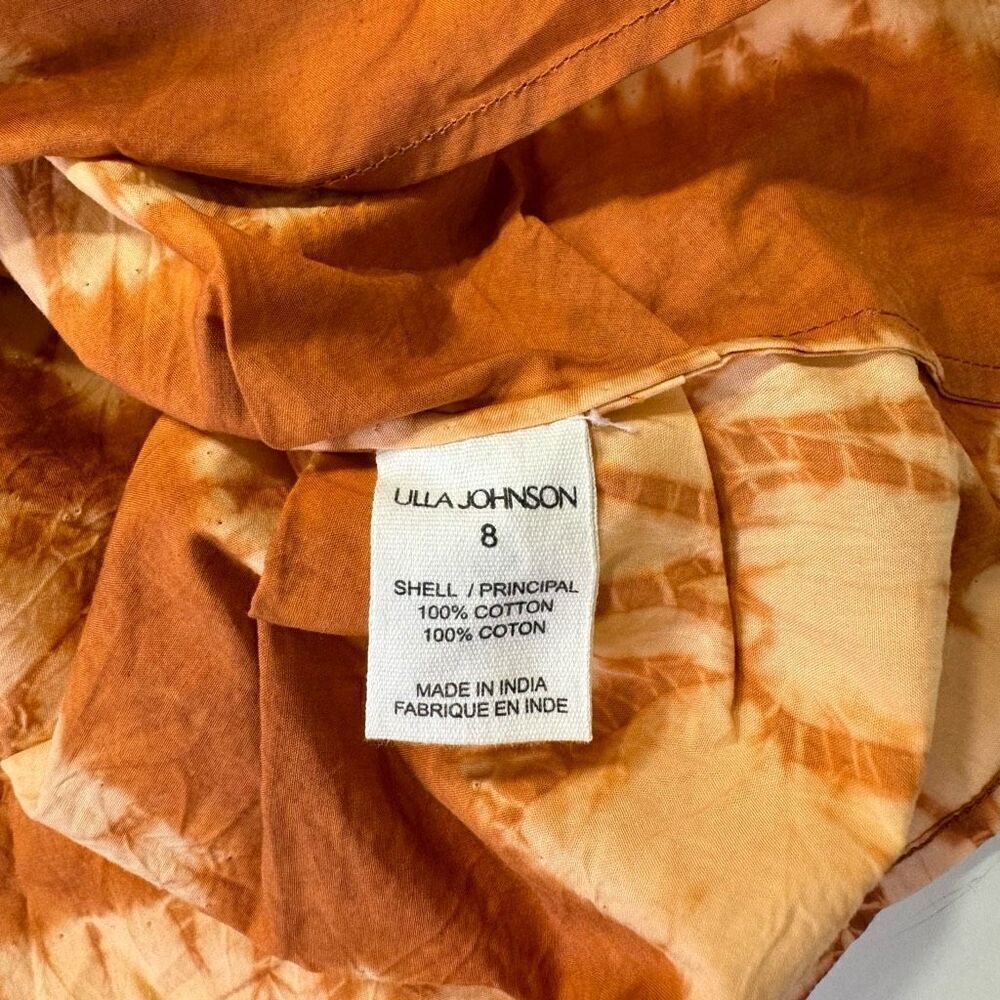 ULLA JOHNSON
8
SHELL / PRINCIPAL
100% COTTON
100% COTON
MADE IN INDIA
FABRIQUE EN INDE